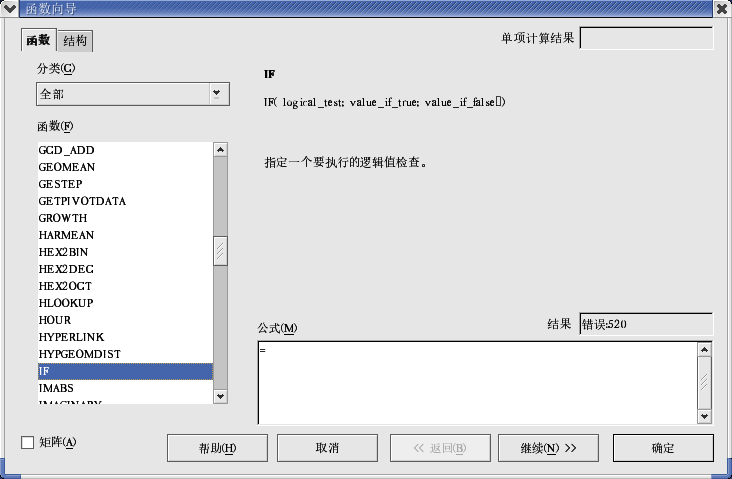 函数向导
函数 结构
单项计算结果
分类(C)
全部
函数(F)
GCD_ADD
GEOMEAN
GESTEP
GETPIVOTDATA
GROWTH
HARMEAN
HEX2BIN
HEX2DEC
HEX2OCT
HLOOKUP
HOUR
HYPERLINK
HYPGEOMDIST
IF
IMABS
IMAGINARY
IF
IF( logical_test; value_if_true; value_if_false▯)
指定一个要执行的逻辑值检查。
公式(M)
结果 错误:520
=
矩阵(A)
帮助(H) 取消 << 返回(B) 继续(N) >> 确定